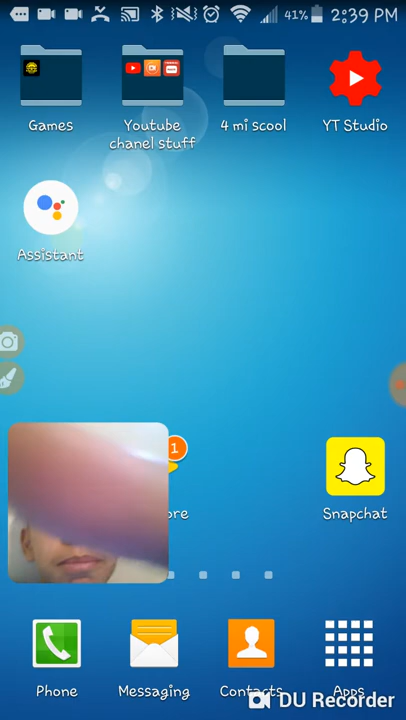 41% 2:39 PM
Games
Youtube
chanel stuff
4 mi scool
YT Studio
Assistant
1
ore
Snapchat
Phone
Messaging
Contacts
Apps
DU Recorder